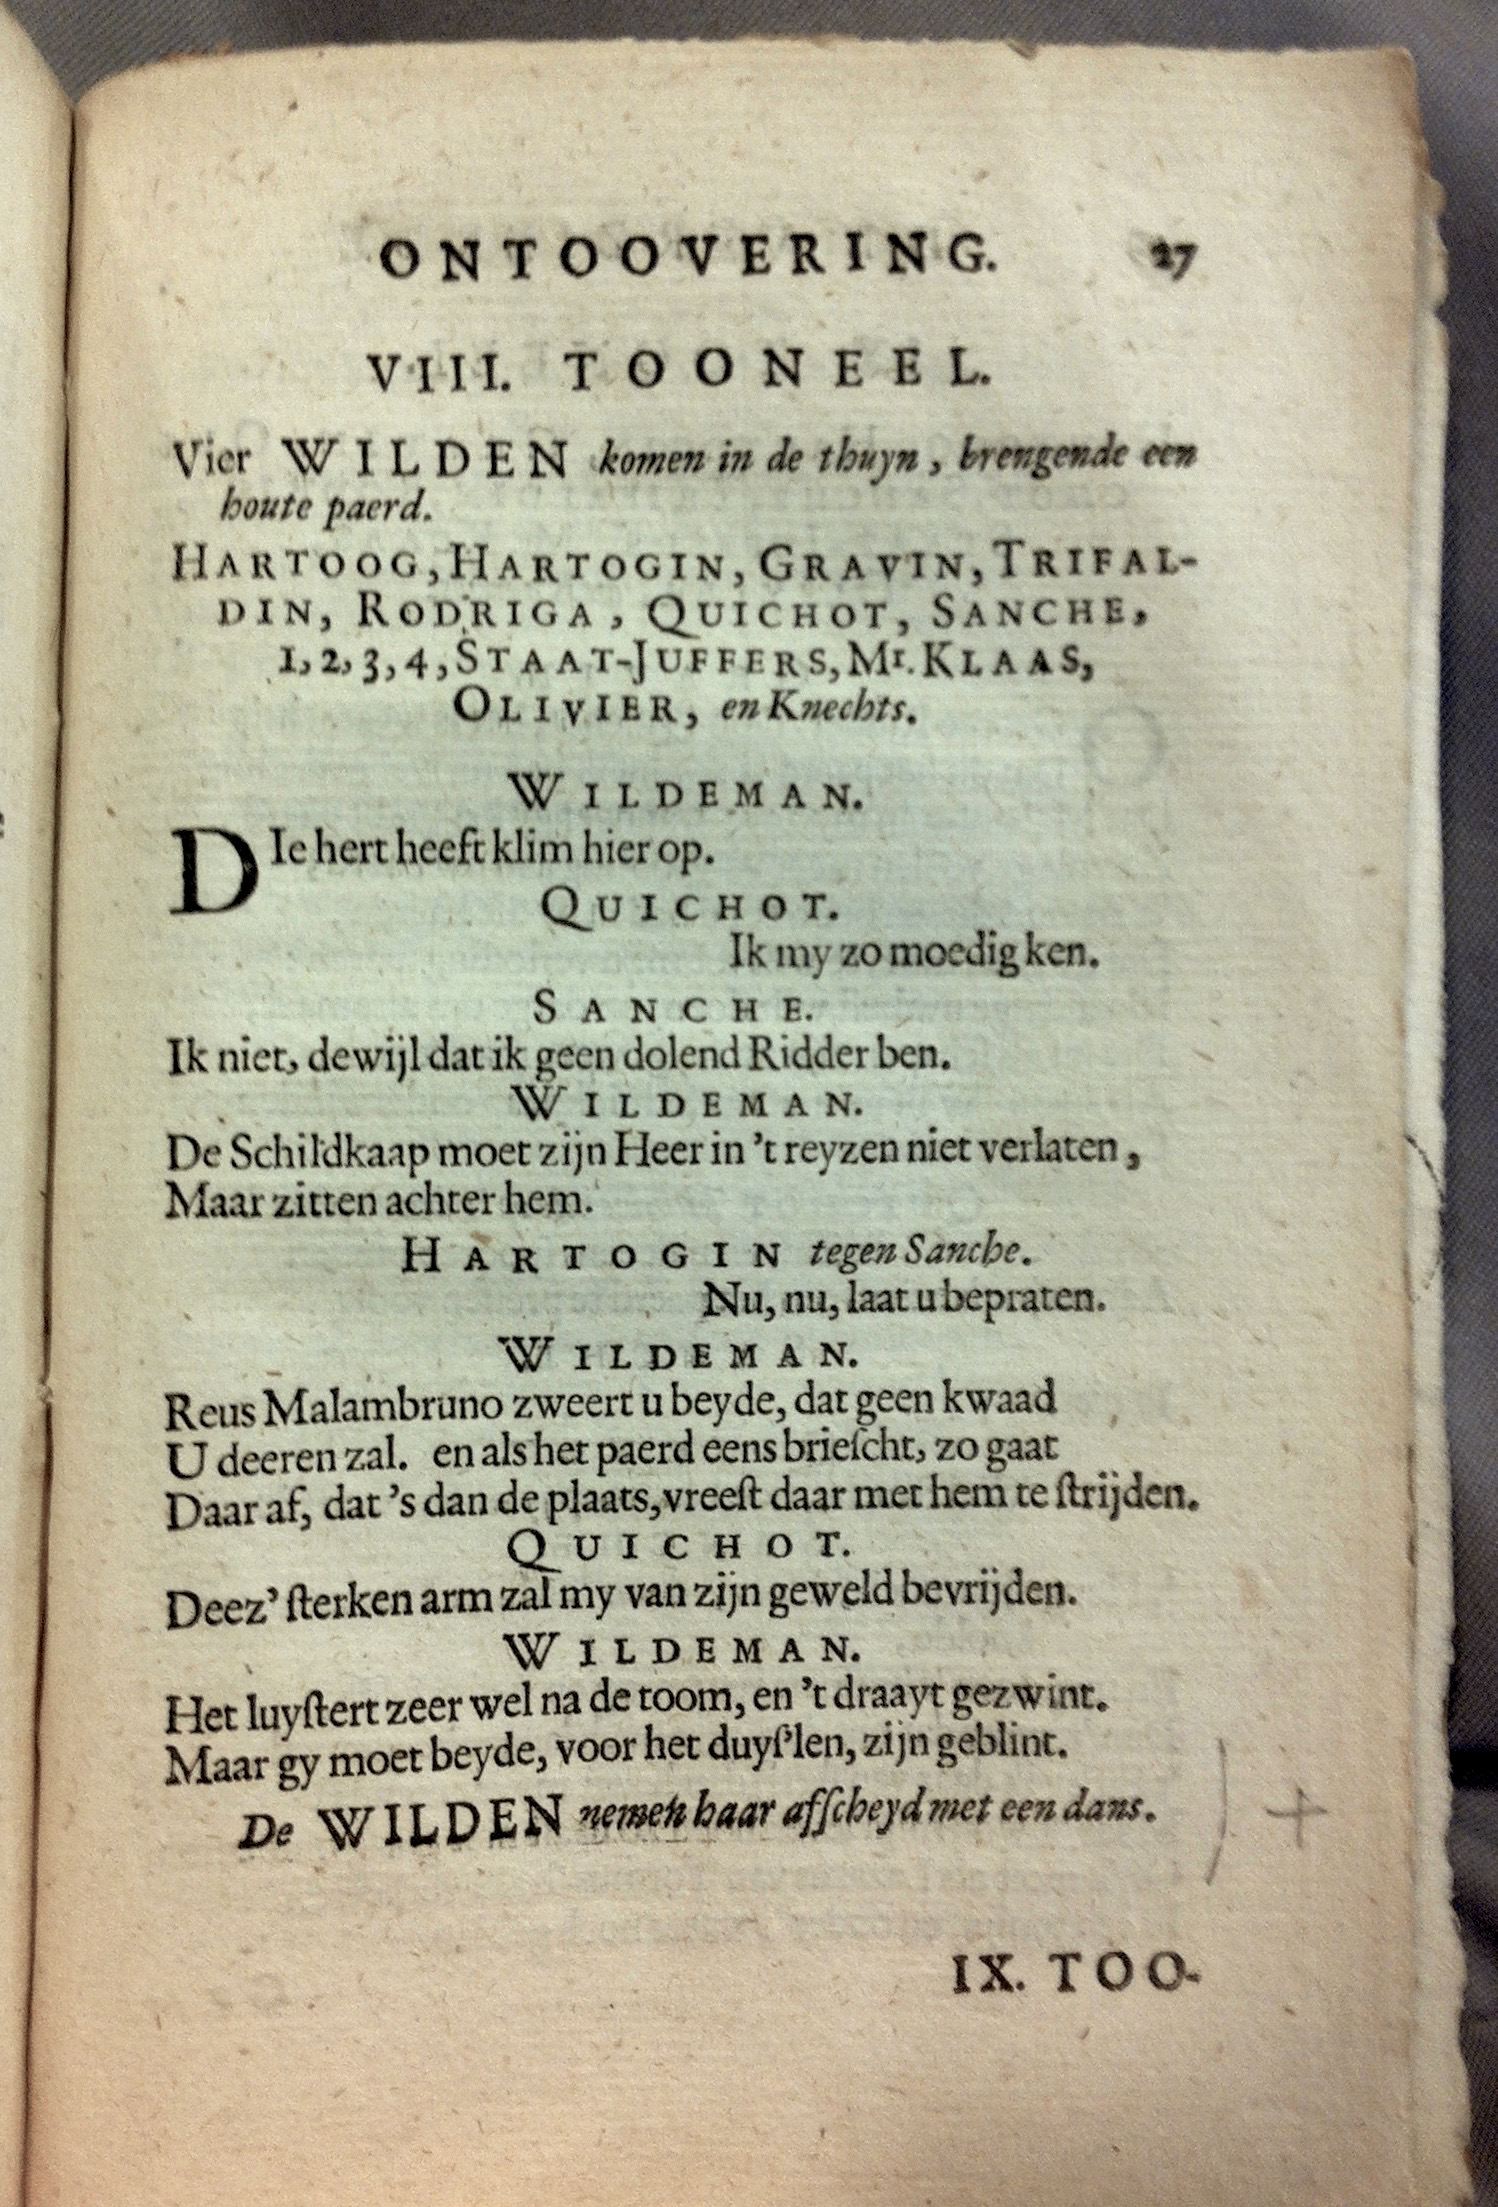 ONTOOVERING. 27
VIII. TOONEEL.
Vier WILDEN komen in de thuyn, brengende een
houte paerd.
HARTOOG, HARTOGIN, GRAVIN, TRIFAL-
DIN, RODRIGA, QUICHOT, SANCHE,
1, 2, 3, 4, STAAT-JUFFERS, Mr. KLAAS,
OLIVIER, en Knechts.
WILDEMAN.
DIe hert heeft klim hier op.
QUICHOT.
Ik my zo moedig ken.
SANCHE.
Ik niet, dewijl dat ik geen dolend Ridder ben.
WILDEMAN.
De Schildkaap moet zijn Heer in 't reyzen niet verlaten,
Maar zitten achter hem.
HARTOGIN tegen Sanche.
Nu, nu, laat u bepraten.
WILDEMAN.
Reus Malambruno zweert u beyde, dat geen kwaad
U deeren zal. en als het paerd eens brieſcht, zo gaat
Daar af, dat 's dan de plaats, vreeſt daar met hem te ſtrijden.
QUICHOT.
Deez' ſterken arm zal my van zijn geweld bevrijden.
WILDEMAN.
Het luyſtert zeer wel na de toom, en 't draayt gezwint.
Maar gy moet beyde, voor het duyſ'len, zijn geblint.
De WILDEN nemen haar afſcheyd met een dans.
IX. TOO-